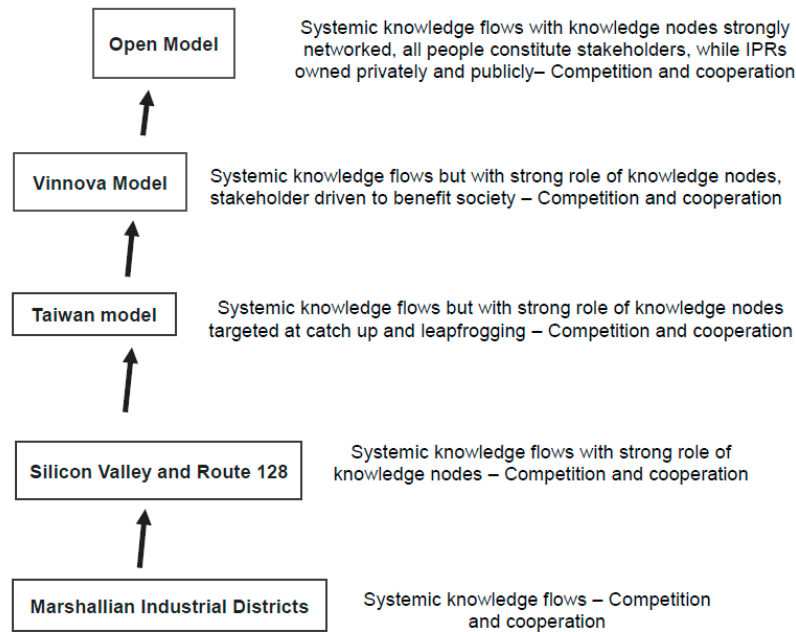 Open Model
Systemic knowledge flows with knowledge nodes strongly
networked, all people constitute stakeholders, while IPRs
owned privately and publicly– Competition and cooperation
Vinnova Model
Systemic knowledge flows but with strong role of knowledge nodes,
stakeholder driven to benefit society – Competition and cooperation
Taiwan model
Systemic knowledge flows but with strong role of knowledge nodes
targeted at catch up and leapfrogging – Competition and cooperation
Silicon Valley and Route 128
Systemic knowledge flows with strong role of
knowledge nodes – Competition and cooperation
Marshallian Industrial Districts
Systemic knowledge flows – Competition
and cooperation